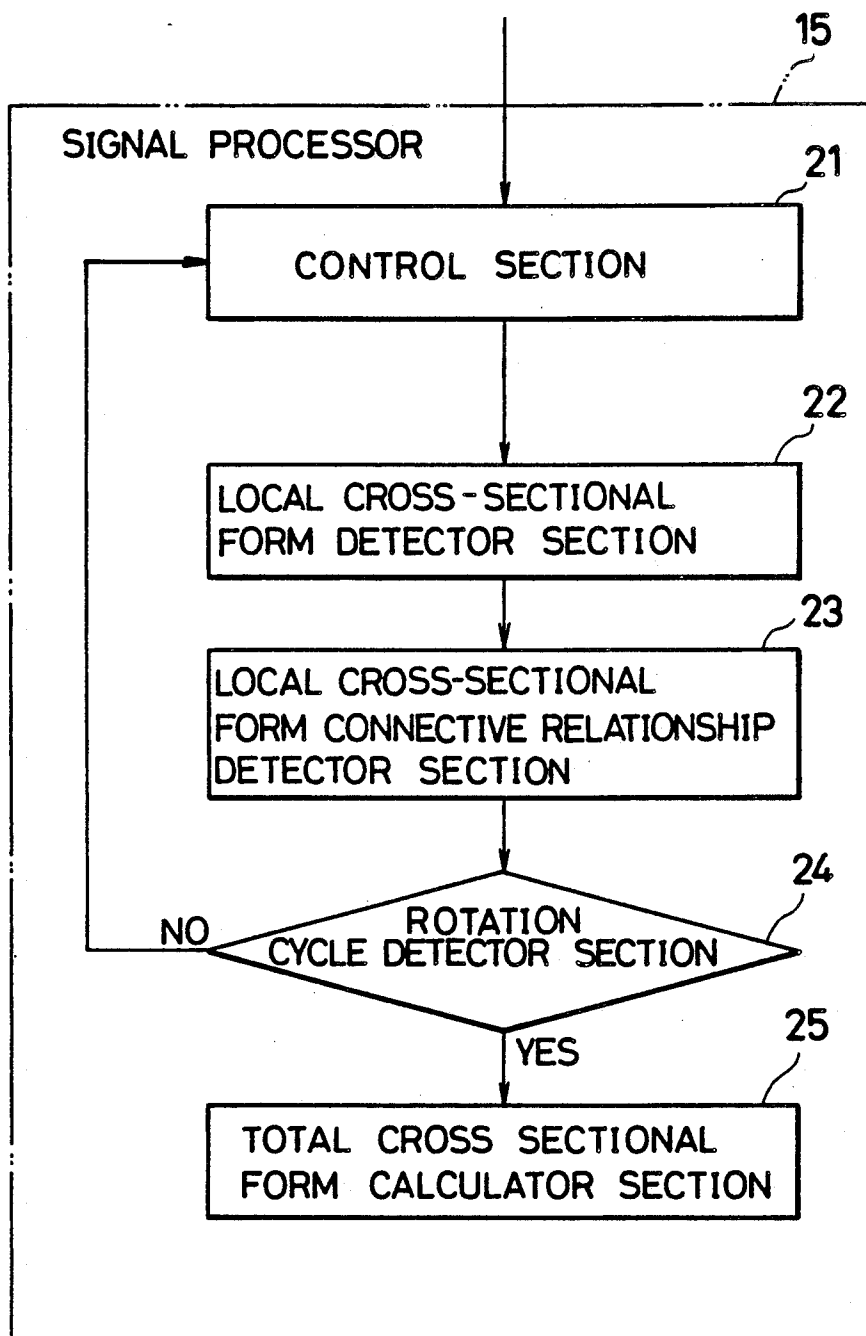 15
SIGNAL PROCESSOR
21
CONTROL SECTION
22
LOCAL CROSS-SECTIONAL
FORM DETECTOR SECTION
23
LOCAL CROSS-SECTIONAL
FORM CONNECTIVE RELATIONSHIP
DETECTOR SECTION
24
ROTATION
CYCLE DETECTOR SECTION
NO
YES
25
TOTAL CROSS SECTIONAL
FORM CALCULATOR SECTION